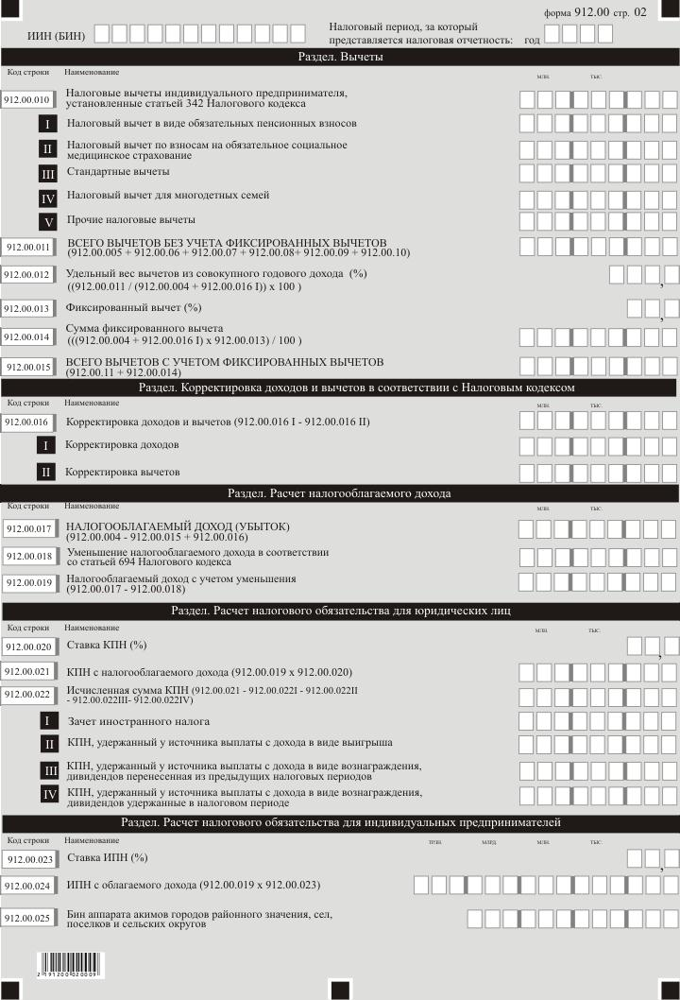 форма 912.00 стр. 02
ИИН (БИН)
Налоговый период, за который
представляется налоговая отчетность: год
Раздел. Вычеты
Код строки Наименование
млн. тыс.
912.00.010 Налоговые вычеты индивидуального предпринимателя,
установленные статьей 342 Налогового кодекса
I Налоговый вычет в виде обязательных пенсионных взносов
II Налоговый вычет по взносам на обязательное социальное
медицинское страхование
III Стандартные вычеты
IV Налоговый вычет для многодетных семей
V Прочие налоговые вычеты
912.00.011 ВСЕГО ВЫЧЕТОВ БЕЗ УЧЕТА ФИКСИРОВАННЫХ ВЫЧЕТОВ
(912.00.005 + 912.00.06 + 912.00.07 + 912.00.08+ 912.00.09 + 912.00.10)
912.00.012 Удельный вес вычетов из совокупного годового дохода (%)
((912.00.011 / (912.00.004 + 912.00.016 I)) x 100 )
,
912.00.013 Фиксированный вычет (%)
,
912.00.014 Сумма фиксированного вычета
(((912.00.004 + 912.00.016 I) x 912.00.013) / 100 )
912.00.015 ВСЕГО ВЫЧЕТОВ С УЧЕТОМ ФИКСИРОВАННЫХ ВЫЧЕТОВ
(912.00.11 + 912.00.014)
Раздел. Корректировка доходов и вычетов в соответствии с Налоговым кодексом
Код строки Наименование
млн. тыс.
912.00.016 Корректировка доходов и вычетов (912.00.016 I - 912.00.016 II)
I Корректировка доходов
II Корректировка вычетов
Раздел. Расчет налогооблагаемого дохода
Код строки Наименование
млн. тыс.
912.00.017 НАЛОГООБЛАГАЕМЫЙ ДОХОД (УБЫТОК)
(912.00.004 - 912.00.015 + 912.00.016)
912.00.018 Уменьшение налогооблагаемого дохода в соответствии
со статьей 694 Налогового кодекса
912.00.019 Налогооблагаемый доход с учетом уменьшения
(912.00.017 - 912.00.018)
Раздел. Расчет налогового обязательства для юридических лиц
Код строки Наименование
млн. тыс.
912.00.020 Ставка КПН (%)
,
912.00.021 КПН с налогооблагаемого дохода (912.00.019 x 912.00.020)
912.00.022 Исчисленная сумма КПН (912.00.021 - 912.00.022I - 912.00.022II
- 912.00.022III- 912.00.022IV)
I Зачет иностранного налога
II КПН, удержанный у источника выплаты с дохода в виде выигрыша
III КПН, удержанный у источника выплаты с дохода в виде вознаграждения,
дивидендов перенесенная из предыдущих налоговых периодов
IV КПН, удержанный у источника выплаты с дохода в виде вознаграждения,
дивидендов удержанные в налоговом периоде
Раздел. Расчет налогового обязательства для индивидуальных предпринимателей
Код строки Наименование
трлн. млрд. млн. тыс.
912.00.023 Ставка ИПН (%)
,
912.00.024 ИПН с облагаемого дохода (912.00.019 x 912.00.023)
912.00.025 Бин аппарата акимов городов районного значения, сел,
поселков и сельских округов
2 191200 020009